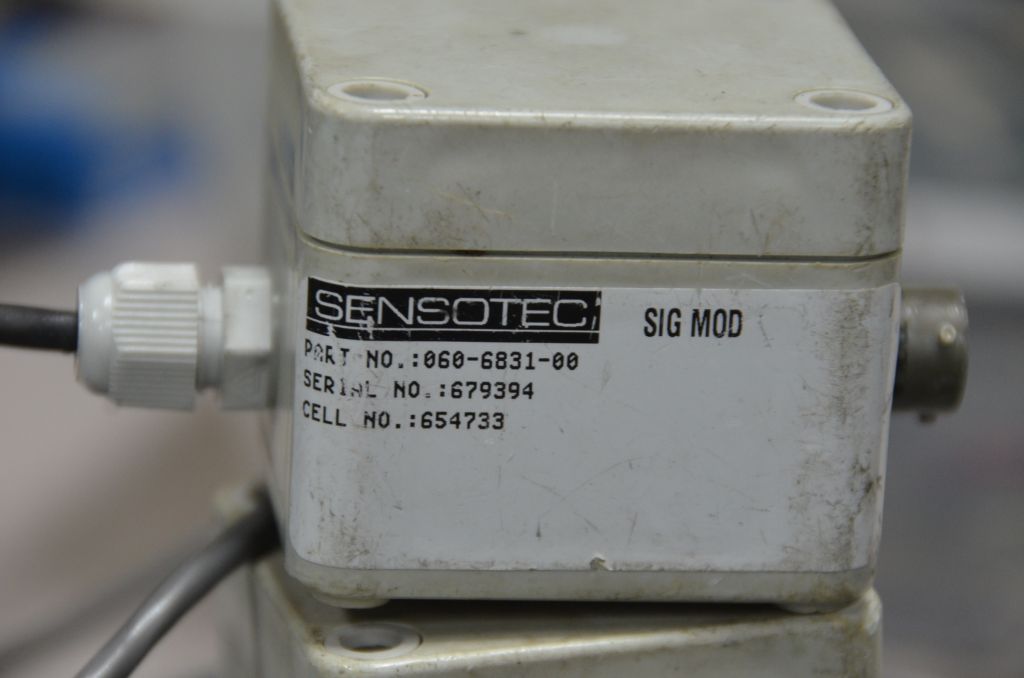 SENSOTEC
SIG MOD
PART NO.:060-6831-00
SERIAL NO.:679394
CELL NO.:654733